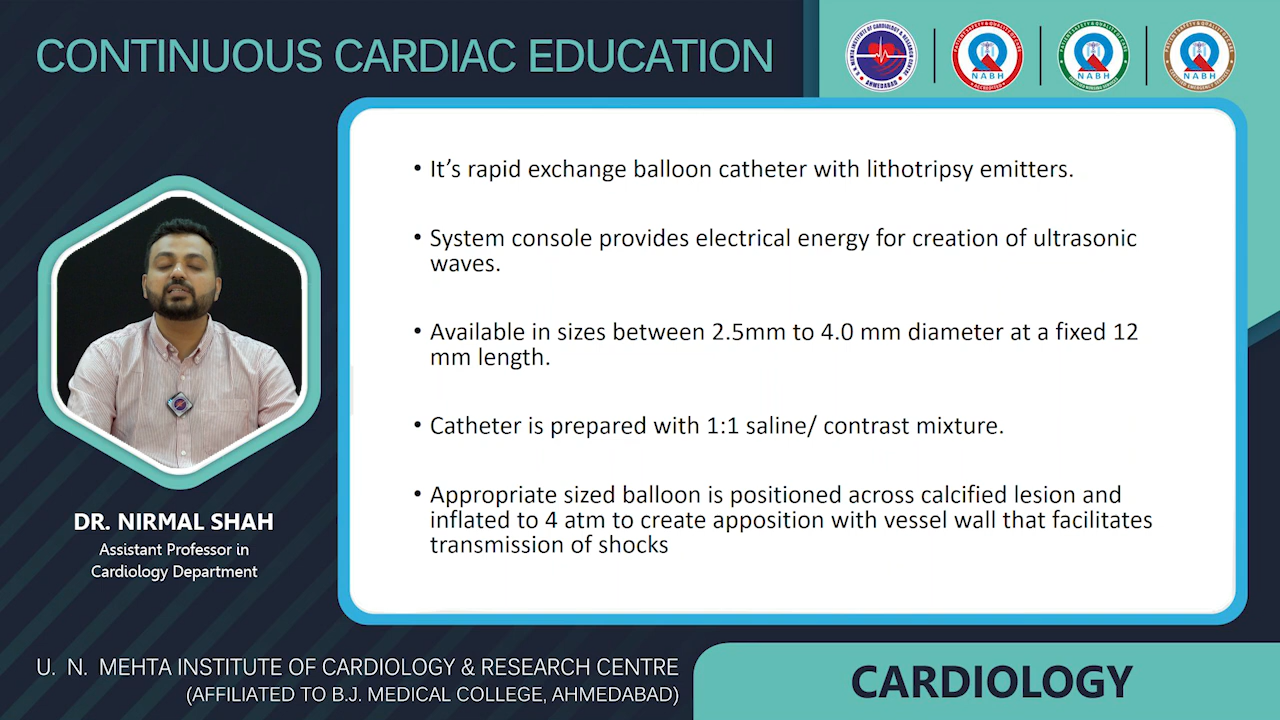 CONTINUOUS CARDIAC EDUCATION
AHMEDABAD
NABH
NABH
NABH
• It’s rapid exchange balloon catheter with lithotripsy emitters.
• System console provides electrical energy for creation of ultrasonic
waves.
• Available in sizes between 2.5mm to 4.0 mm diameter at a fixed 12
mm length.
• Catheter is prepared with 1:1 saline/ contrast mixture.
• Appropriate sized balloon is positioned across calcified lesion and
inflated to 4 atm to create apposition with vessel wall that facilitates
transmission of shocks
DR. NIRMAL SHAH
Assistant Professor in
Cardiology Department
U. N. MEHTA INSTITUTE OF CARDIOLOGY & RESEARCH CENTRE
(AFFILIATED TO B.J. MEDICAL COLLEGE, AHMEDABAD)
CARDIOLOGY